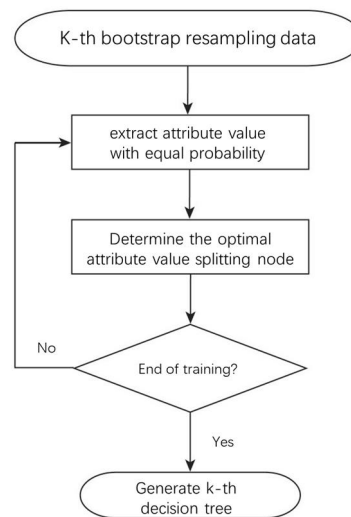 K-th bootstrap resampling data
extract attribute value
with equal probability
Determine the optimal
attribute value splitting node
No
End of training?
Yes
Generate k-th
decision tree